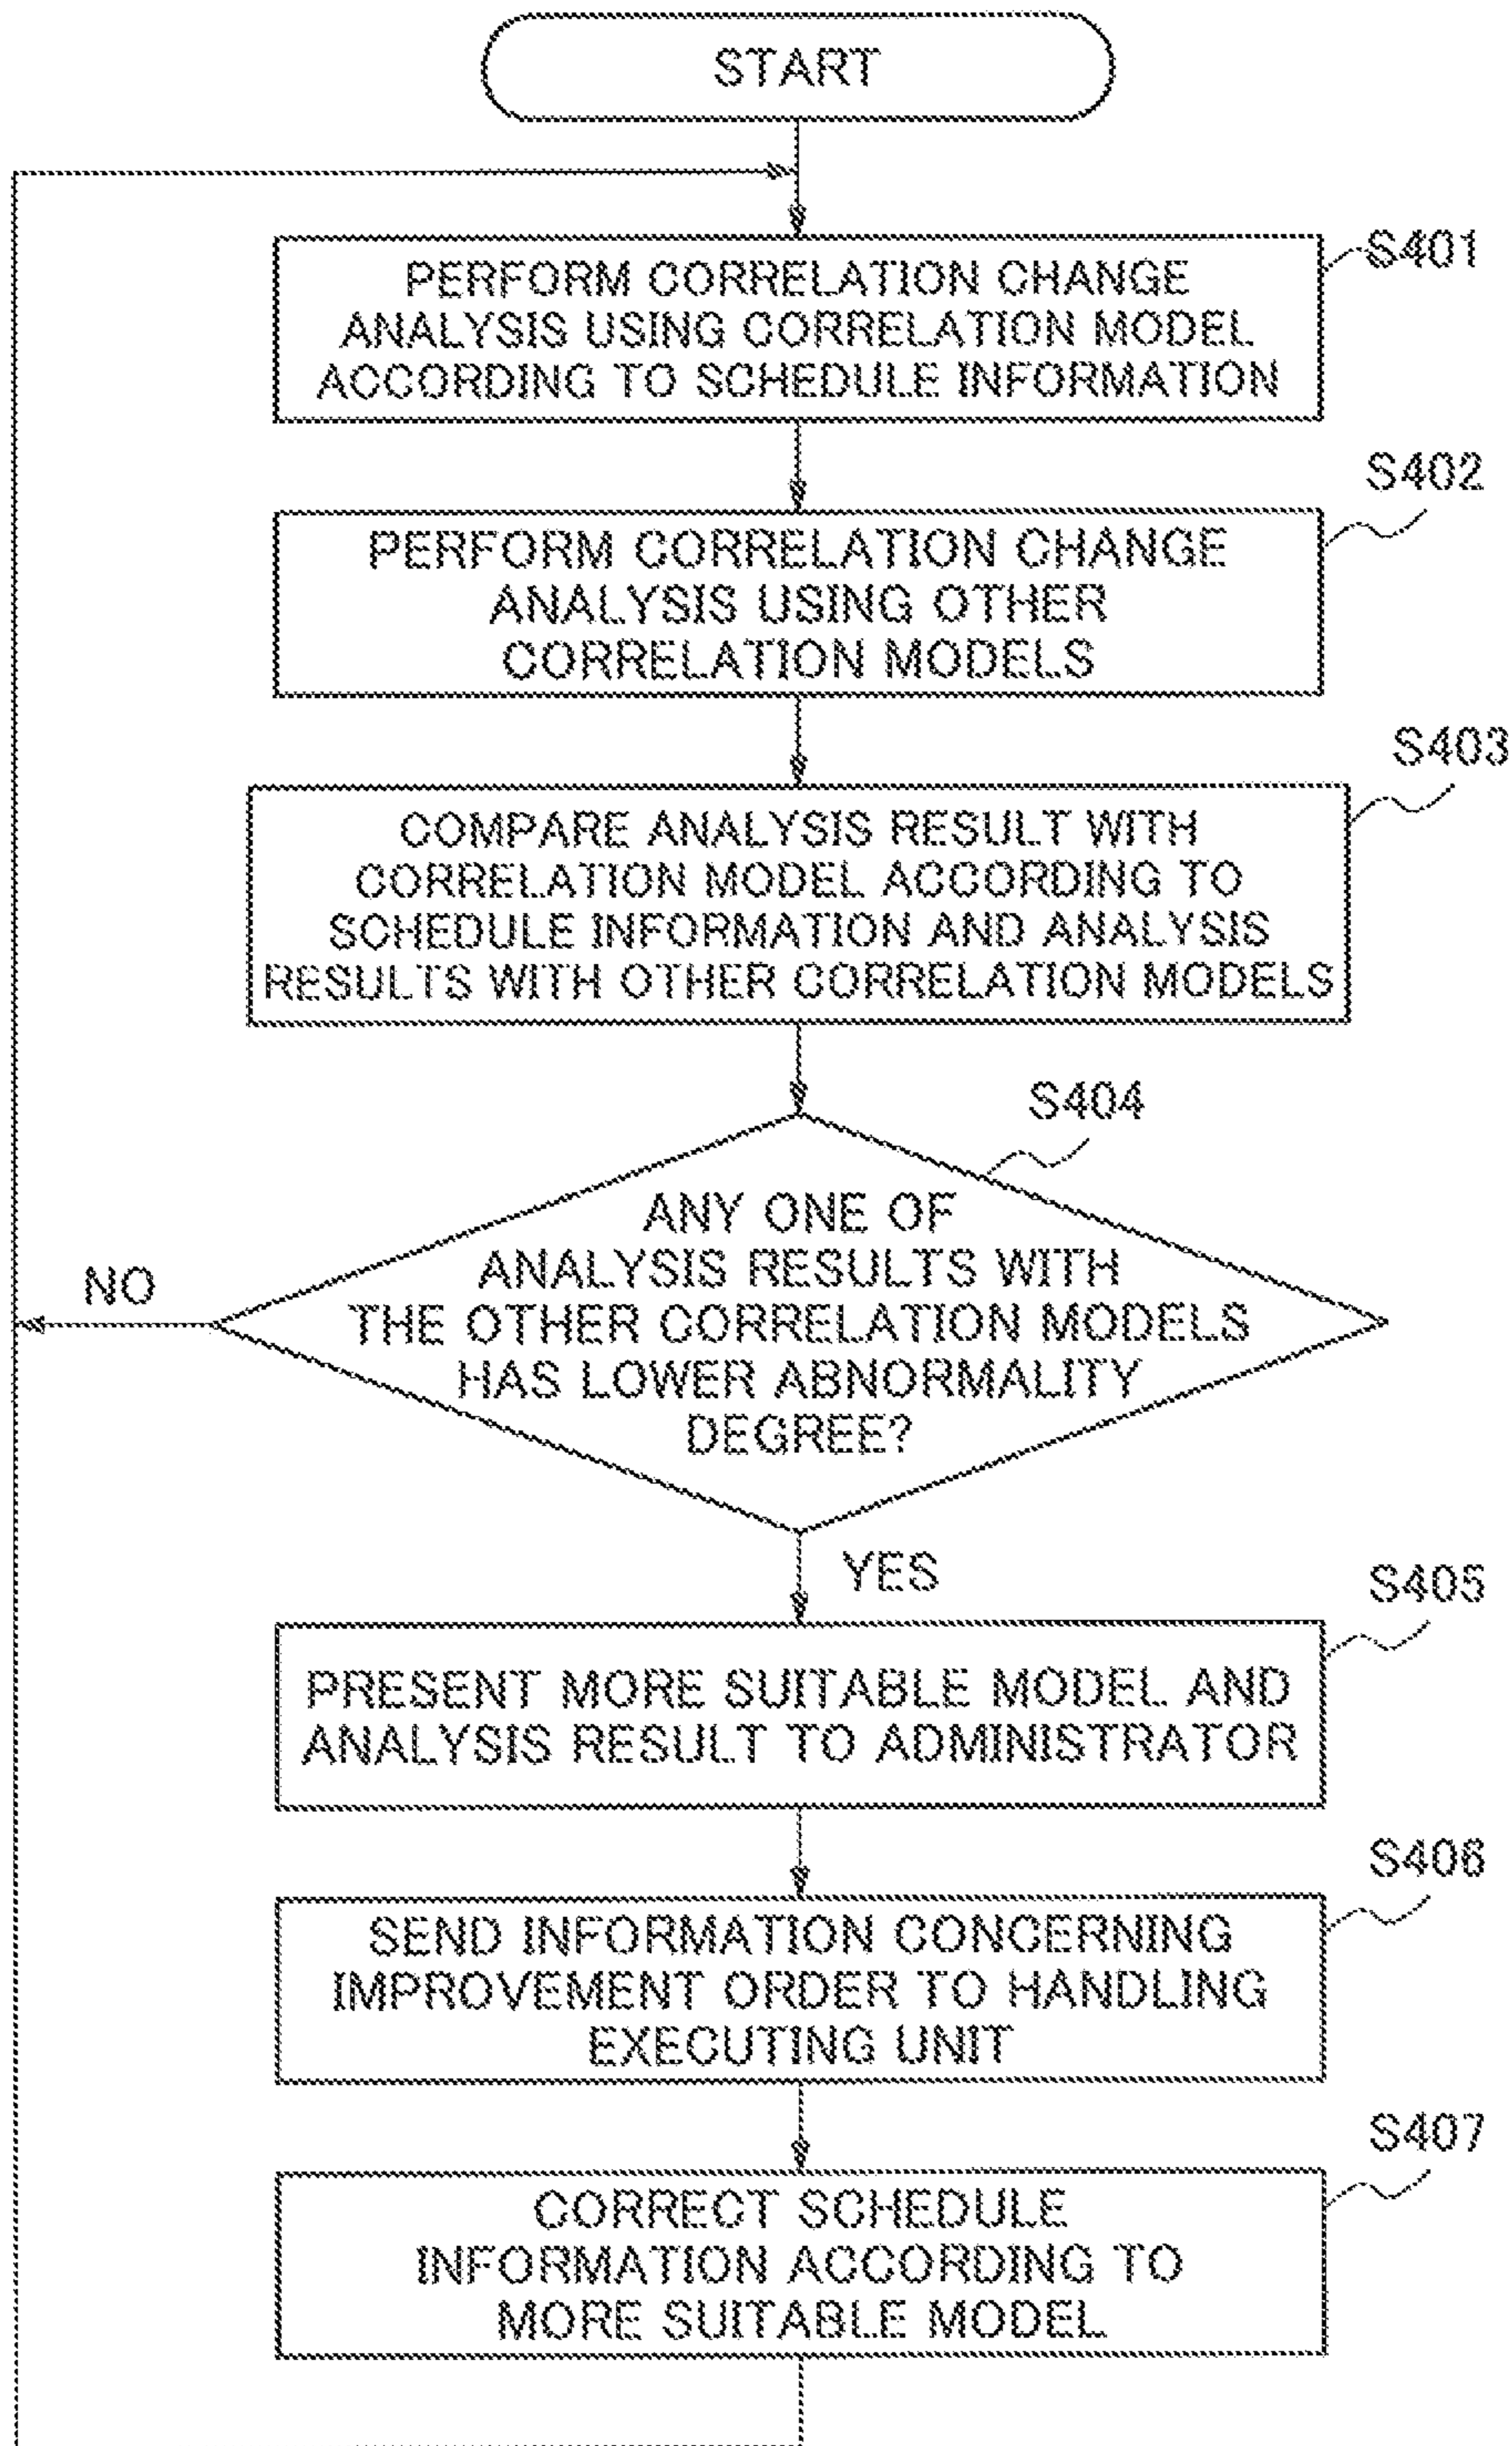 START
S401
PERFORM CORRELATION CHANGE
ANALYSIS USING CORRELATION MODEL
ACCORDING TO SCHEDULE INFORMATION
S402
PERFORM CORRELATION CHANGE
ANALYSIS USING OTHER
CORRELATION MODELS
S403
COMPARE ANALYSIS RESULT WITH
CORRELATION MODEL ACCORDING TO
SCHEDULE INFORMATION AND ANALYSIS
RESULTS WITH OTHER CORRELATION MODELS
S404
ANY ONE OF
ANALYSIS RESULTS WITH
THE OTHER CORRELATION MODELS
HAS LOWER ABNORMALITY
DEGREE?
NO
YES
S405
PRESENT MORE SUITABLE MODEL AND
ANALYSIS RESULT TO ADMINISTRATOR
S406
SEND INFORMATION CONCERNING
IMPROVEMENT ORDER TO HANDLING
EXECUTING UNIT
S407
CORRECT SCHEDULE
INFORMATION ACCORDING TO
MORE SUITABLE MODEL